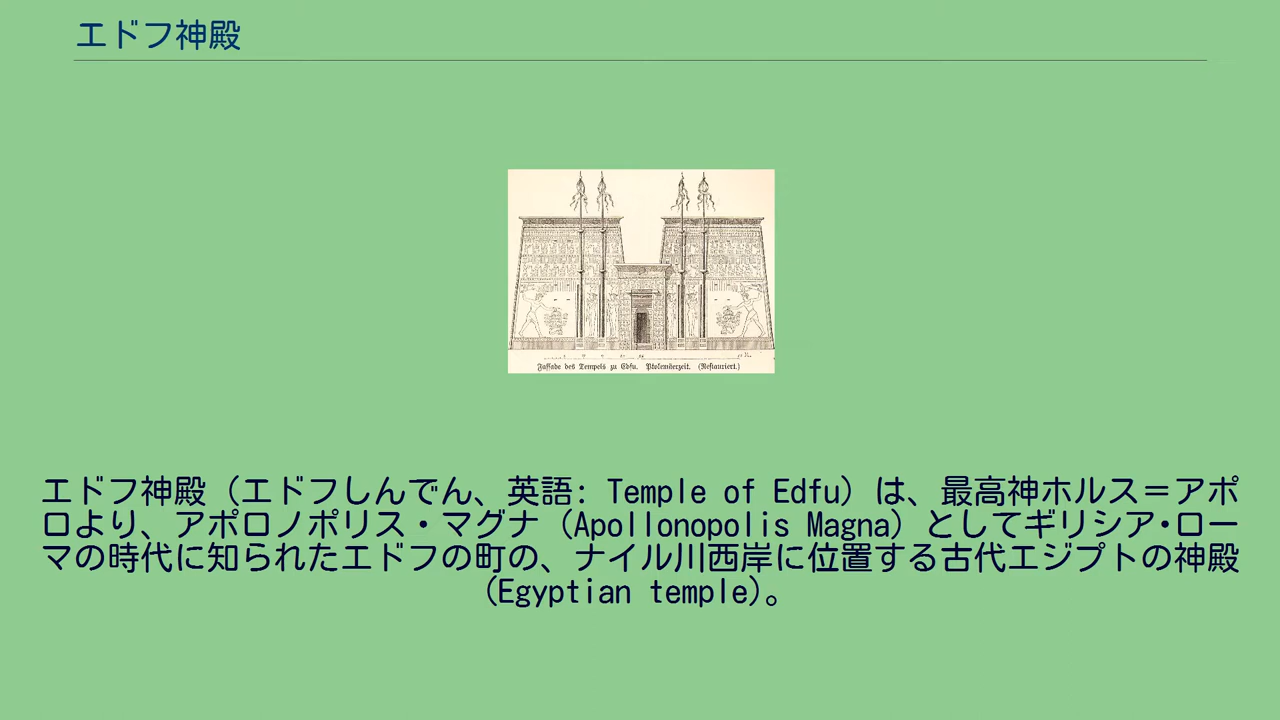 エドフ神殿
Fassade des Tempels zu Edfu. Ptolemäerzeit. (Restauriert.)
エドフ神殿（エドフしんでん、英語: Temple of Edfu）は、最高神ホルス＝アポ
ロより、アポロノポリス・マグナ（Apollonopolis Magna）としてギリシア・ロー
マの時代に知られたエドフの町の、ナイル川西岸に位置する古代エジプトの神殿
（Egyptian temple）。